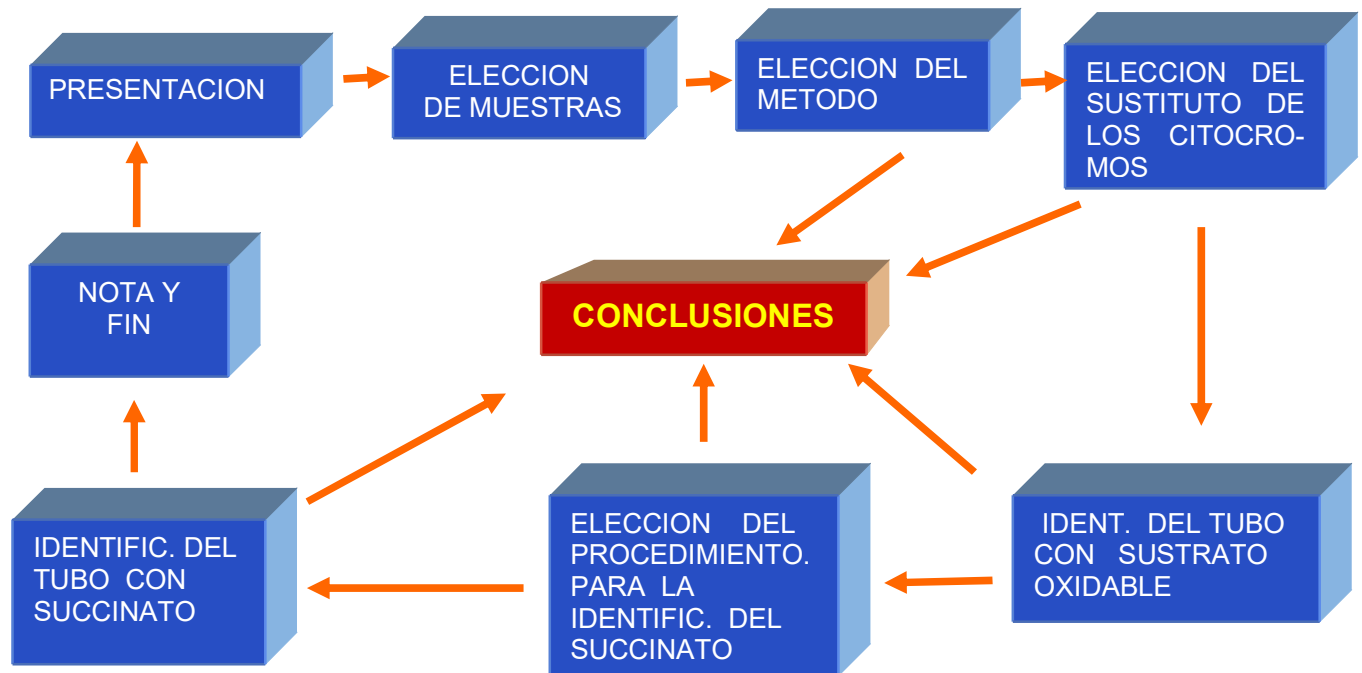 PRESENTACION
ELECCION
DE MUESTRAS
ELECCION DEL
METODO
ELECCION DEL
SUSTITUTO DE
LOS CITOCRO-
MOS
NOTA Y
FIN
CONCLUSIONES
IDENTIFIC. DEL
TUBO CON
SUCCINATO
ELECCION DEL
PROCEDIMIENTO.
PARA LA
IDENTIFIC. DEL
SUCCINATO
IDENT. DEL TUBO
CON SUSTRATO
OXIDABLE